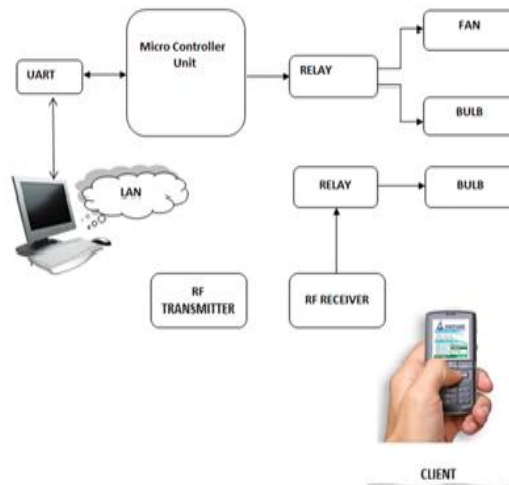 FAN
Micro Controller
Unit
UART
RELAY
BULB
LAN
RELAY
BULB
RF
TRANSMITTER
RF RECEIVER
CLIENT